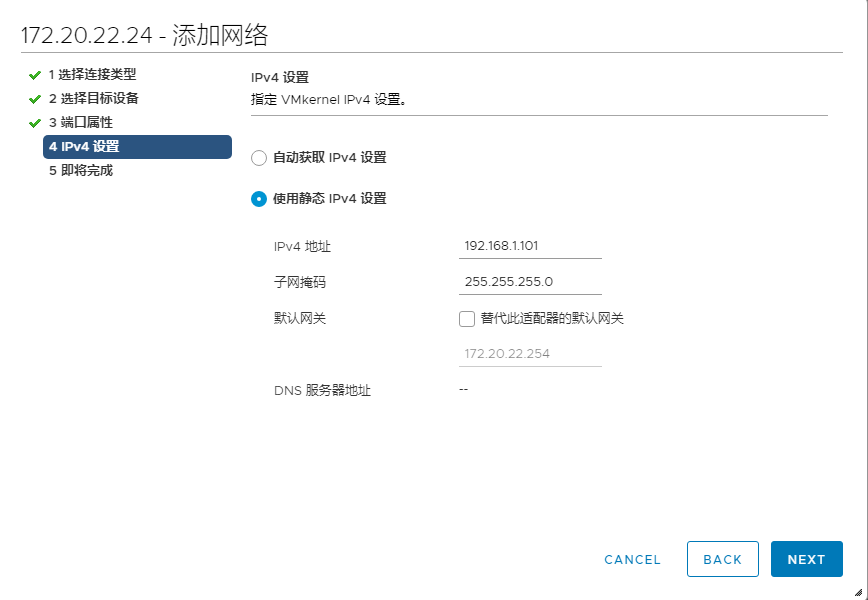 172.20.22.24 - 添加网络
1 选择连接类型
2 选择目标设备
3 端口属性
4 IPv4 设置
5 即将完成
IPv4 设置
指定 VMkernel IPv4 设置。
自动获取 IPv4 设置
使用静态 IPv4 设置
IPv4 地址 192.168.1.101
子网掩码 255.255.255.0
默认网关 替代此适配器的默认网关
172.20.22.254
DNS 服务器地址 --
CANCEL BACK NEXT